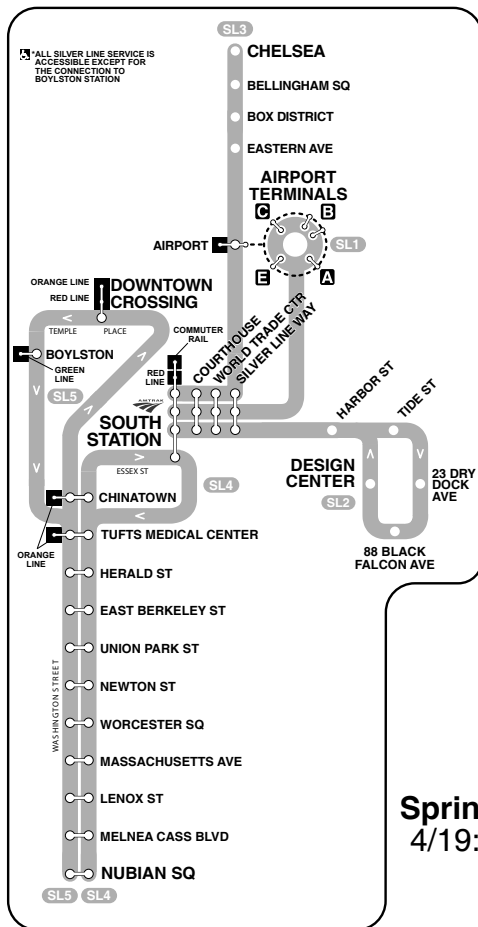 SL3
*ALL SILVER LINE SERVICE IS
ACCESSIBLE EXCEPT FOR
THE CONNECTION TO
BOYLSTON STATION
CHELSEA
BELLINGHAM SQ
BOX DISTRICT
EASTERN AVE
AIRPORT
TERMINALS
C
B
AIRPORT
SL1
E
A
ORANGE LINE
RED LINE
DOWNTOWN
CROSSING
TEMPLE
PLACE
COMMUTER
RAIL
RED
LINE
COURTHOUSE
WORLD TRADE CTR
SILVER LINE WAY
BOYLSTON
GREEN
LINE
SL5
AMTRAK
SOUTH
STATION
HARBOR ST
TIDE ST
ESSEX ST
SL4
DESIGN
CENTER
SL2
23 DRY
DOCK
AVE
CHINATOWN
TUFTS MEDICAL CENTER
ORANGE
LINE
88 BLACK
FALCON AVE
HERALD ST
EAST BERKELEY ST
UNION PARK ST
WASHINGTON STREET
NEWTON ST
WORCESTER SQ
MASSACHUSETTS AVE
LENOX ST
MELNEA CASS BLVD
NUBIAN SQ
SL5
SL4
Sprin
4/19: